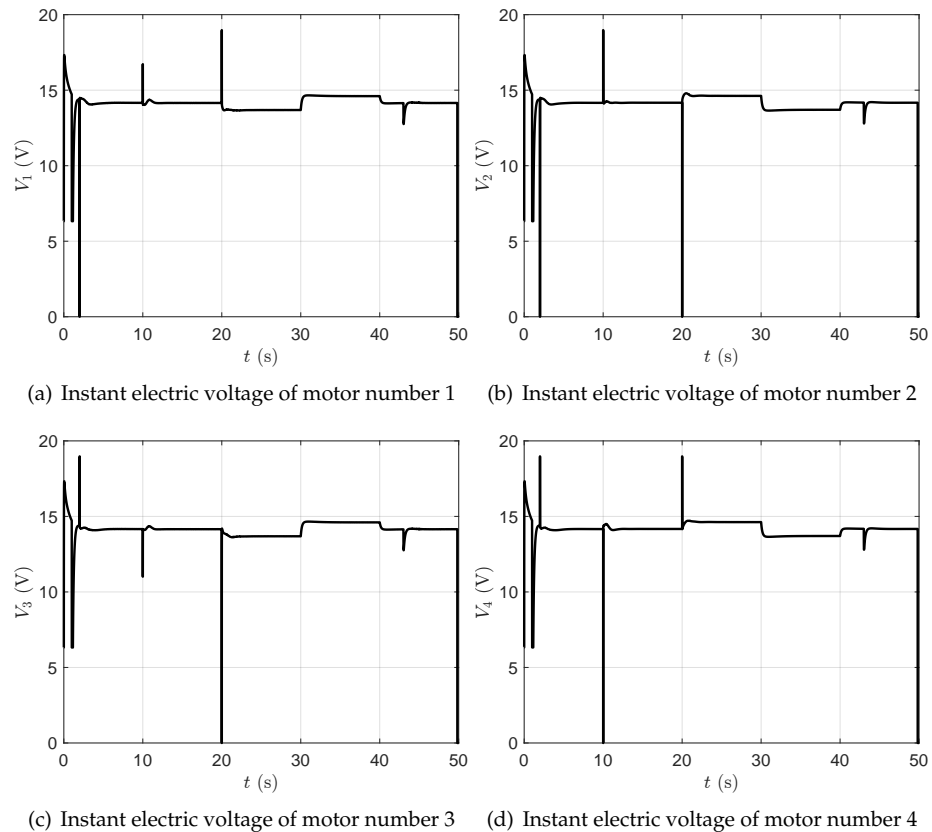 20
15
10
5
0
V₁ (V)
0 10 20 30 40 50
t (s)
(a) Instant electric voltage of motor number 1
20
15
10
5
0
V₂ (V)
0 10 20 30 40 50
t (s)
(b) Instant electric voltage of motor number 2
20
15
10
5
0
V₃ (V)
0 10 20 30 40 50
t (s)
(c) Instant electric voltage of motor number 3
20
15
10
5
0
V₄ (V)
0 10 20 30 40 50
t (s)
(d) Instant electric voltage of motor number 4